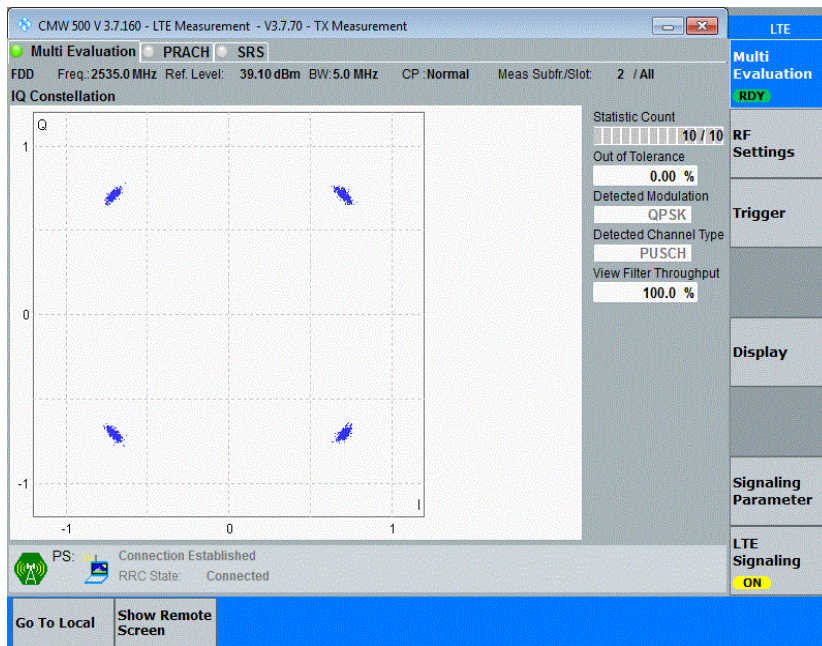 CMW 500 V 3.7.160 - LTE Measurement - V3.7.70 - TX Measurement
LTE
Multi Evaluation PRACH SRS
FDD Freq.: 2535.0 MHz Ref. Level: 39.10 dBm BW: 5.0 MHz CP : Normal Meas Subfr./Slot: 2 / All
IQ Constellation
Q
1
0
-1
-1
0
1
I
Statistic Count
10 / 10
Out of Tolerance
0.00 %
Detected Modulation
QPSK
Detected Channel Type
PUSCH
View Filter Throughput
100.0 %
Multi
Evaluation
RDY
RF
Settings
Trigger
Display
Signaling
Parameter
LTE
Signaling
ON
PS: Connection Established
RRC State: Connected
Go To Local
Show Remote
Screen